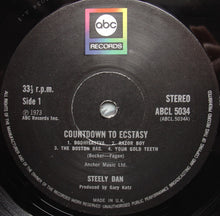 abc
RECORDS
33⅓ r.p.m.
Side 1
STEREO
ABCL 5034
(ABCL 5034A)
℗ 1973
ABC Records Inc.
COUNTDOWN TO ECSTASY
1. BODHISATTVA 2. RAZOR BOY
3. THE BOSTON RAG 4. YOUR GOLD TEETH
(Becker-Fagen)
Anchor Music Ltd.
STEELY DAN
Produced by Gary Katz
MADE IN U.K.